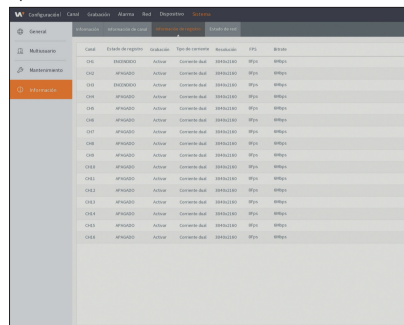 Configuración Canal Grabación Alarma Red Dispositivo Sistema
General Información Información de canal Información de registro Estado de red
Multiusuario
Mantenimiento
Información
Canal Estado de registro Grabación Tipo de corriente Resolución FPS Bitrate
CH1 ENCENDIDO Activar Corriente dual 3840x2160 8Fps 8Mbps
CH2 APAGADO Activar Corriente dual 3840x2160 8Fps 8Mbps
CH3 ENCENDIDO Activar Corriente dual 3840x2160 8Fps 8Mbps
CH4 APAGADO Activar Corriente dual 3840x2160 8Fps 8Mbps
CH5 APAGADO Activar Corriente dual 3840x2160 8Fps 8Mbps
CH6 APAGADO Activar Corriente dual 3840x2160 8Fps 8Mbps
CH7 APAGADO Activar Corriente dual 3840x2160 8Fps 8Mbps
CH8 APAGADO Activar Corriente dual 3840x2160 8Fps 8Mbps
CH9 APAGADO Activar Corriente dual 3840x2160 8Fps 8Mbps
CH10 APAGADO Activar Corriente dual 3840x2160 8Fps 8Mbps
CH11 APAGADO Activar Corriente dual 3840x2160 8Fps 8Mbps
CH12 APAGADO Activar Corriente dual 3840x2160 8Fps 8Mbps
CH13 APAGADO Activar Corriente dual 3840x2160 8Fps 8Mbps
CH14 APAGADO Activar Corriente dual 3840x2160 8Fps 8Mbps
CH15 APAGADO Activar Corriente dual 3840x2160 8Fps 8Mbps
CH16 APAGADO Activar Corriente dual 3840x2160 8Fps 8Mbps